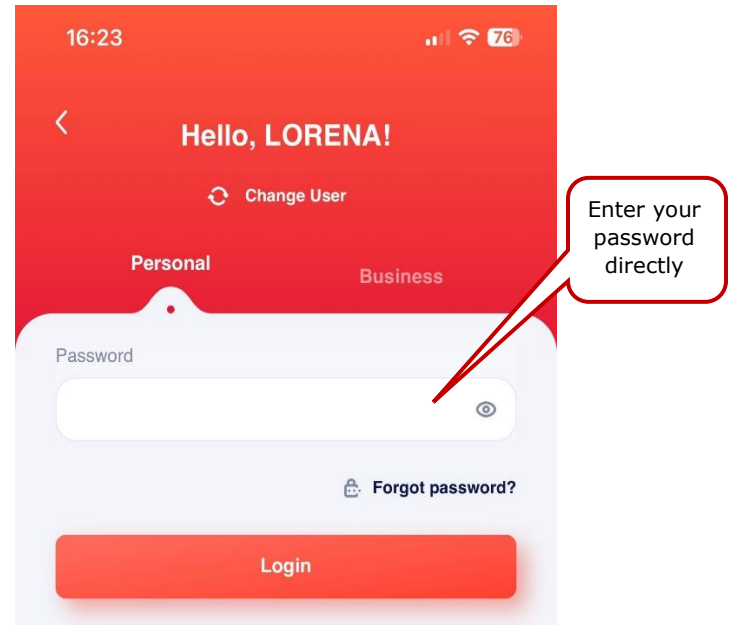 16:23
76
Hello, LORENA!
Change User
Personal
Business
Enter your
password
directly
Password
Forgot password?
Login